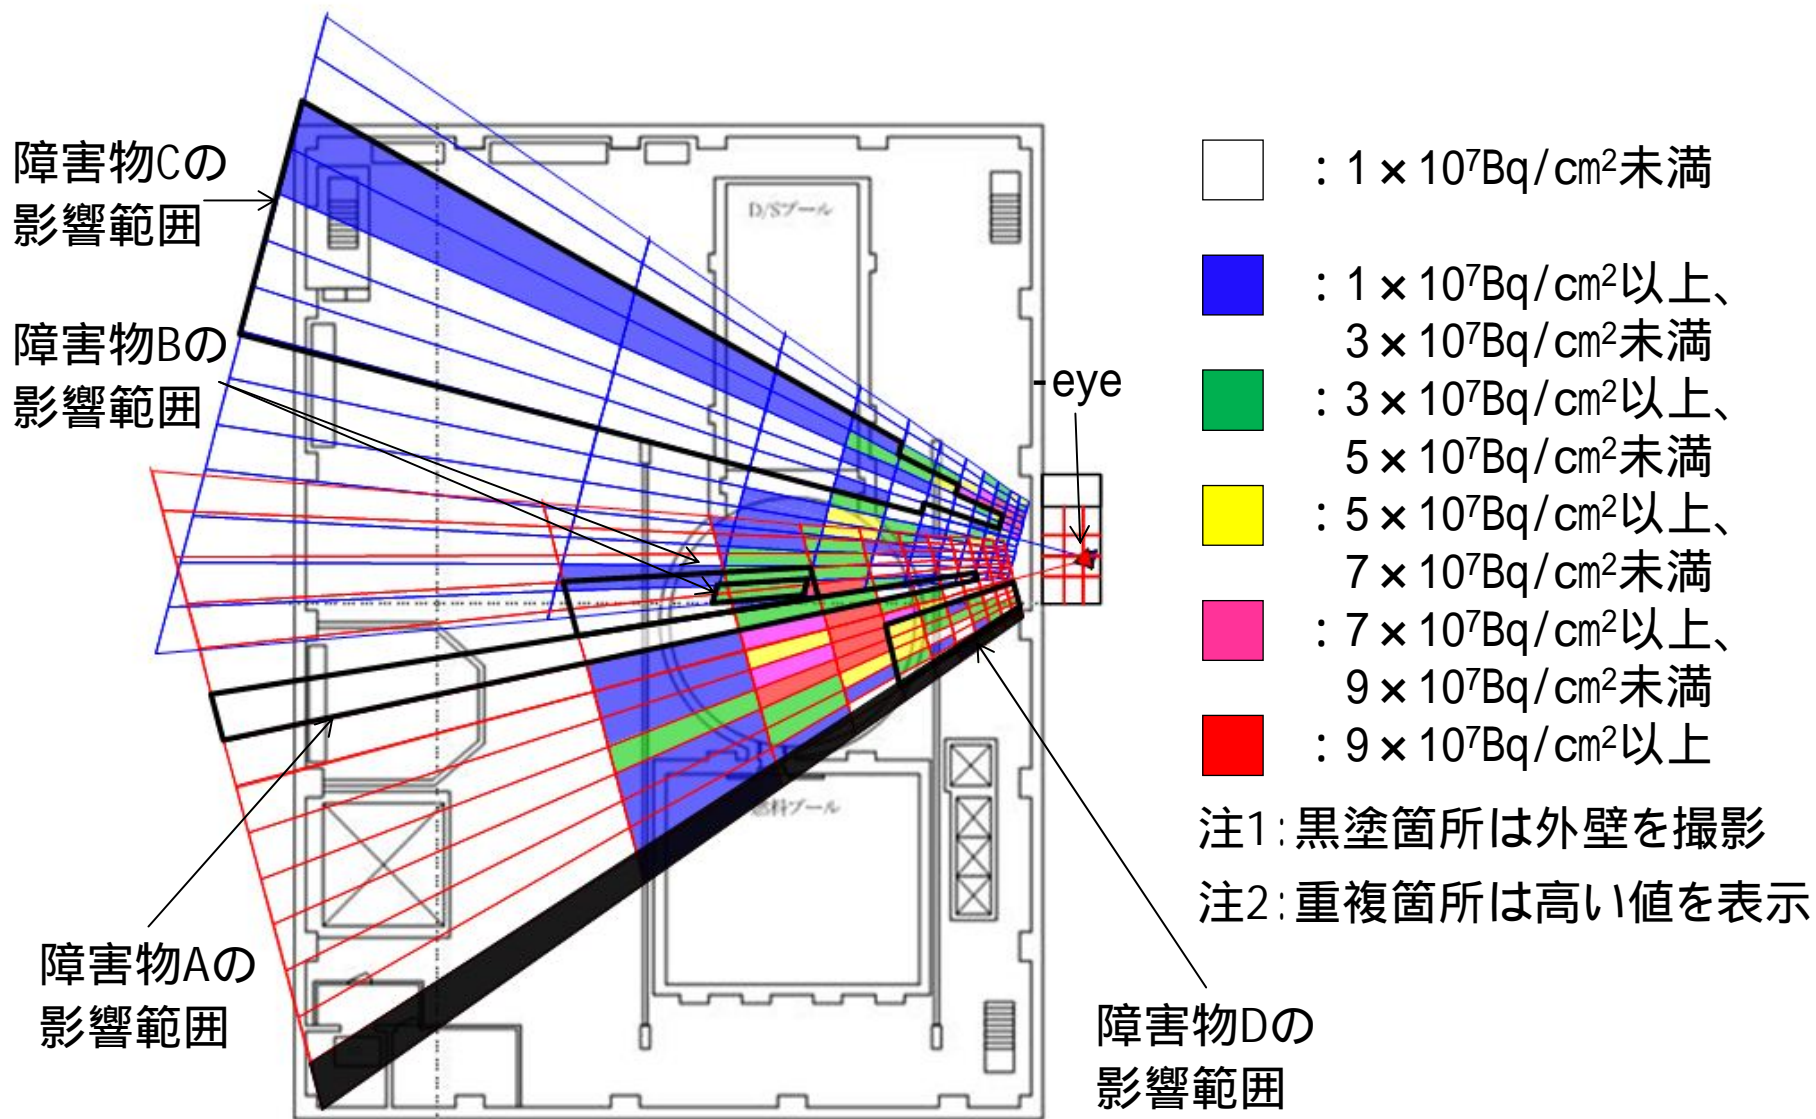 障害物Cの
影響範囲
障害物Bの
影響範囲
D/Sプール
-eye
燃料プール
障害物Aの
影響範囲
障害物Dの
影響範囲
：1×10⁷Bq/cm²未満
：1×10⁷Bq/cm²以上、
3×10⁷Bq/cm²未満
：3×10⁷Bq/cm²以上、
5×10⁷Bq/cm²未満
：5×10⁷Bq/cm²以上、
7×10⁷Bq/cm²未満
：7×10⁷Bq/cm²以上、
9×10⁷Bq/cm²未満
：9×10⁷Bq/cm²以上
注1：黒塗箇所は外壁を撮影
注2：重複箇所は高い値を表示